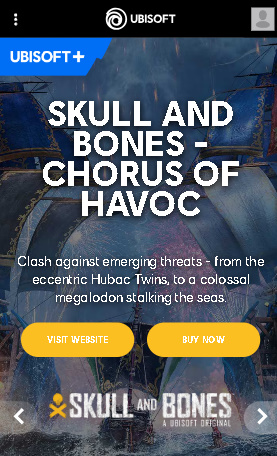 UBISOFT
UBISOFT+
SKULL AND
BONES -
CHORUS OF
HAVOC
Clash against emerging threats - from the
eccentric Hubac Twins, to a colossal
megalodon stalking the seas.
VISIT WEBSITE
BUY NOW
SKULL AND BONES
A UBISOFT ORIGINAL